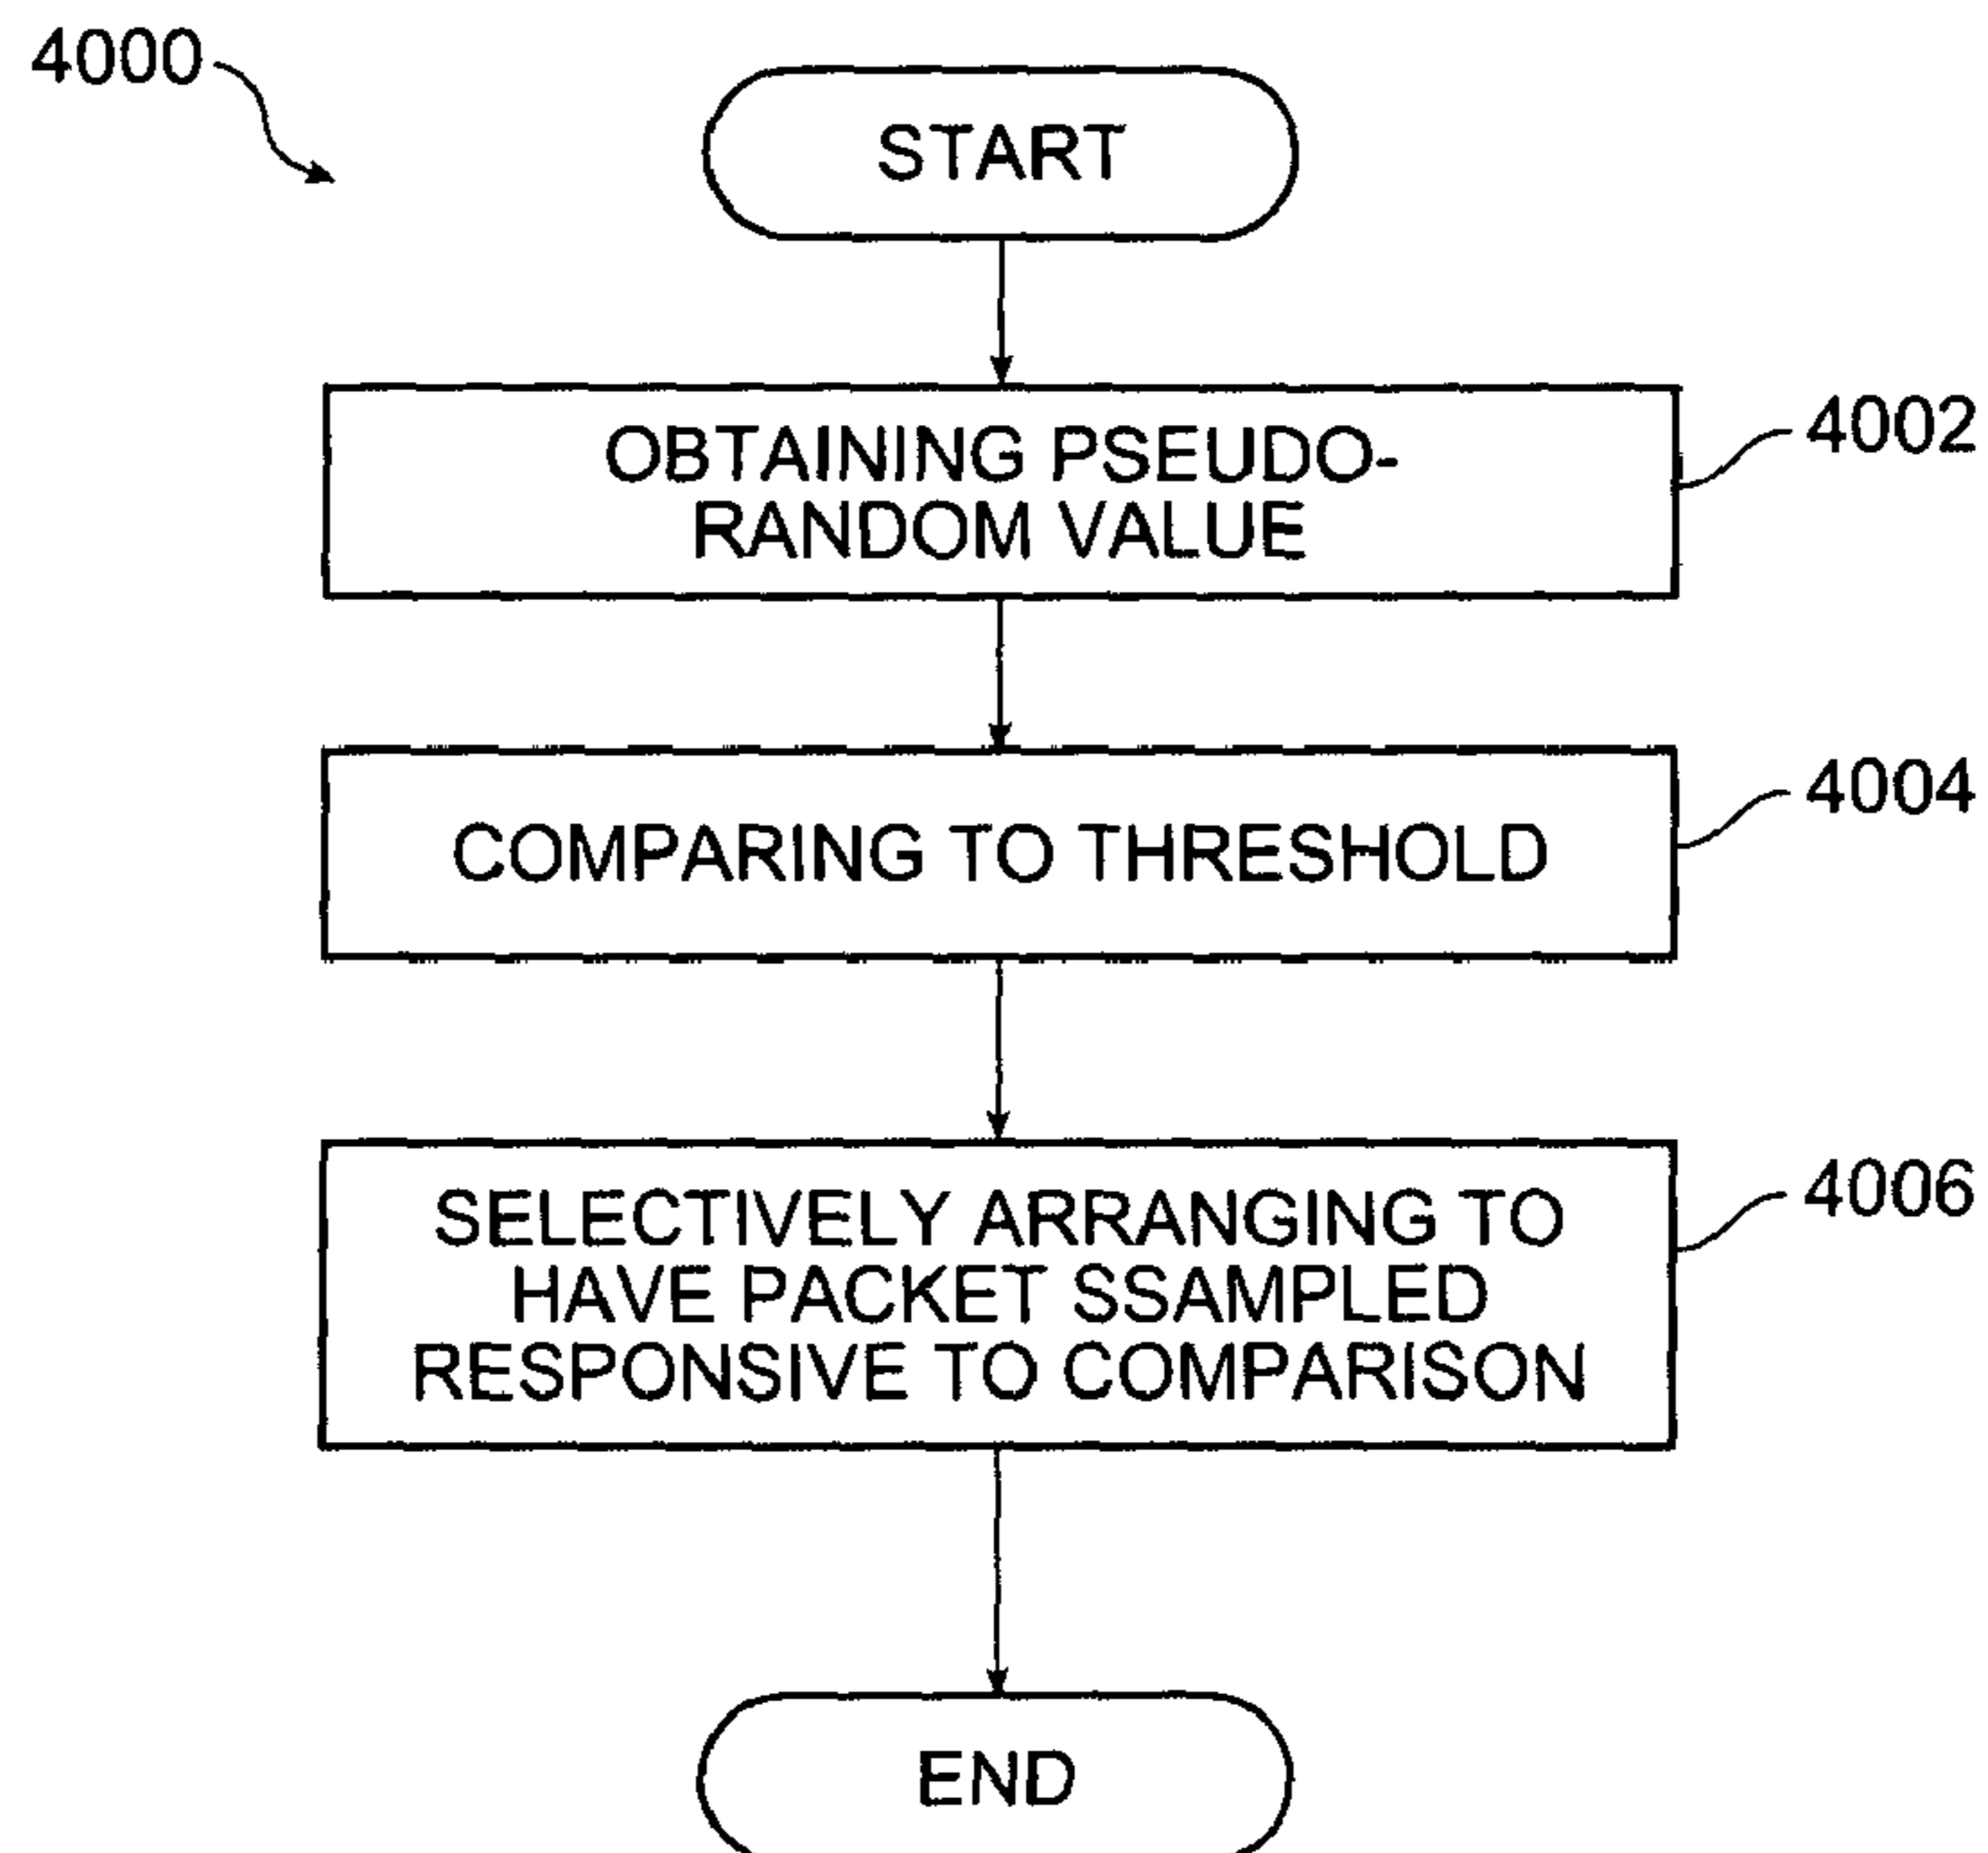 4000
START
OBTAINING PSEUDO-
RANDOM VALUE
4002
COMPARING TO THRESHOLD
4004
SELECTIVELY ARRANGING TO
HAVE PACKET SSAMPLED
RESPONSIVE TO COMPARISON
4006
END